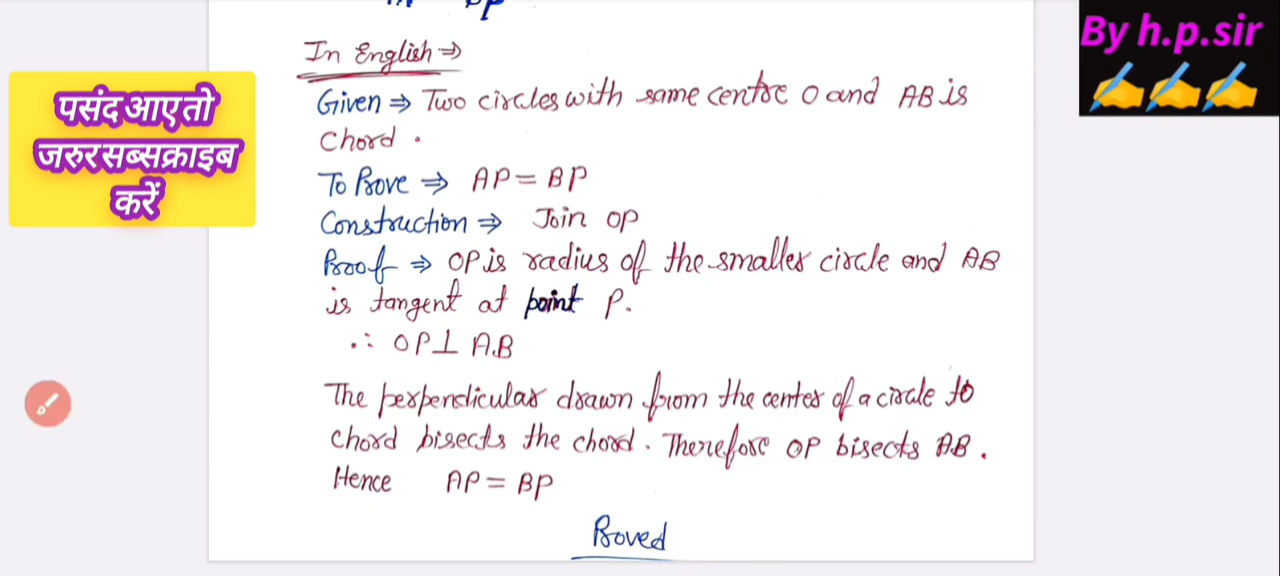 In English ⇒
Given ⇒ Two circles with same centre O and AB is
Chord .
To Prove ⇒ AP = BP
Construction ⇒ Join OP
Proof ⇒ OP is radius of the smaller circle and AB
is tangent at point P.
∴ OP ⊥ AB
The perpendicular drawn from the center of a circle to
chord bisects the chord. Therefore OP bisects AB.
Hence AP = BP
Proved
पसंद आए तो
जरुर सब्सक्राइब
करें
By h.p.sir